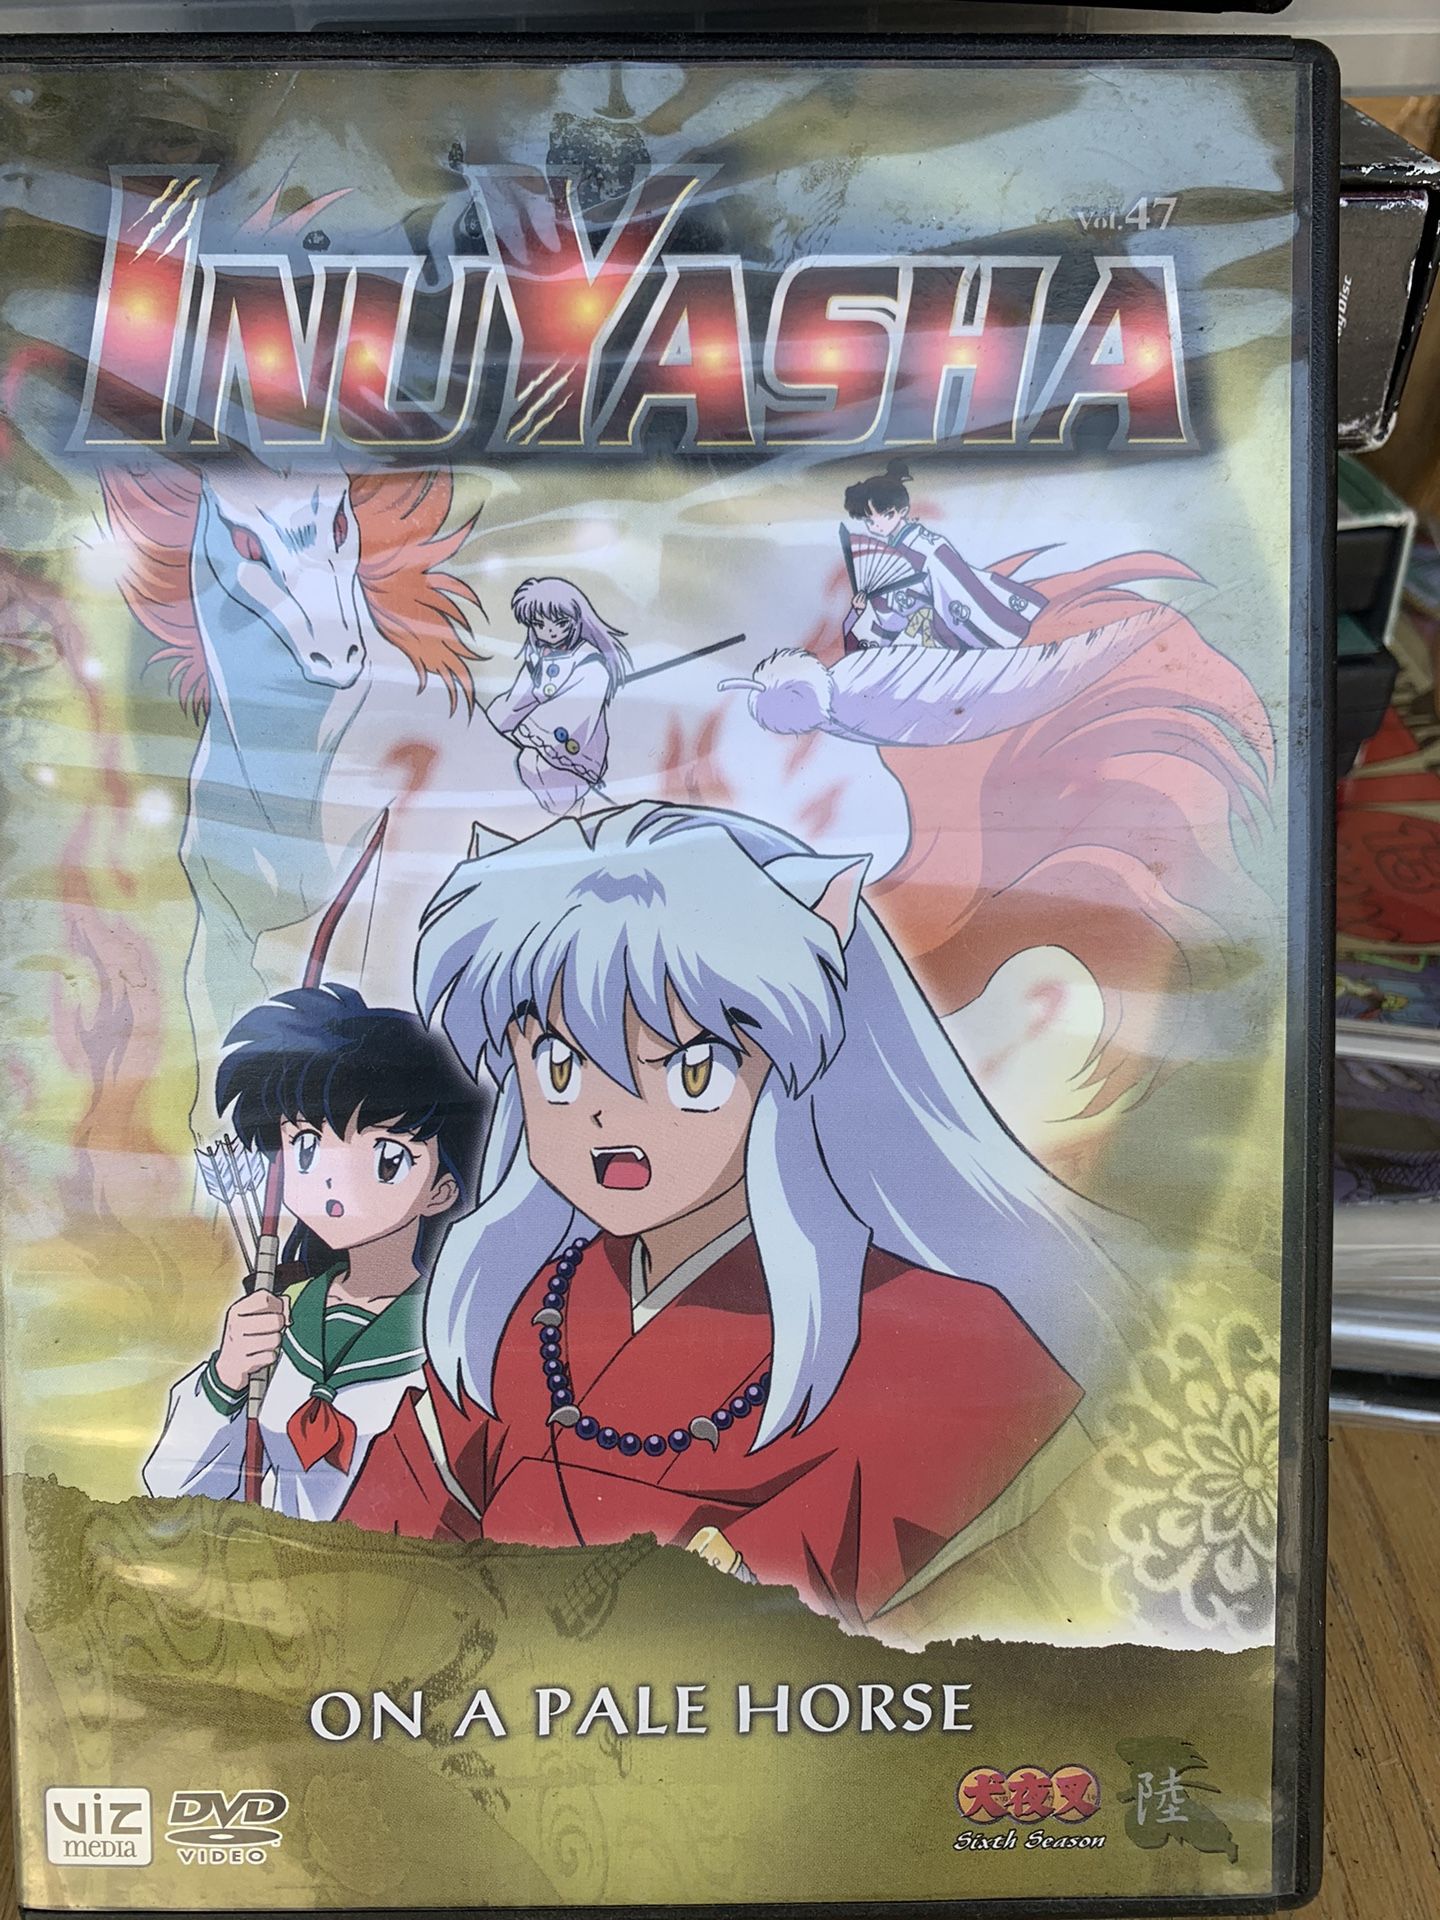 Vol.47
INUYASHA
ON A PALE HORSE
VIZ
MEDIA
DVD
VIDEO
犬夜叉
Sixth Season
陸